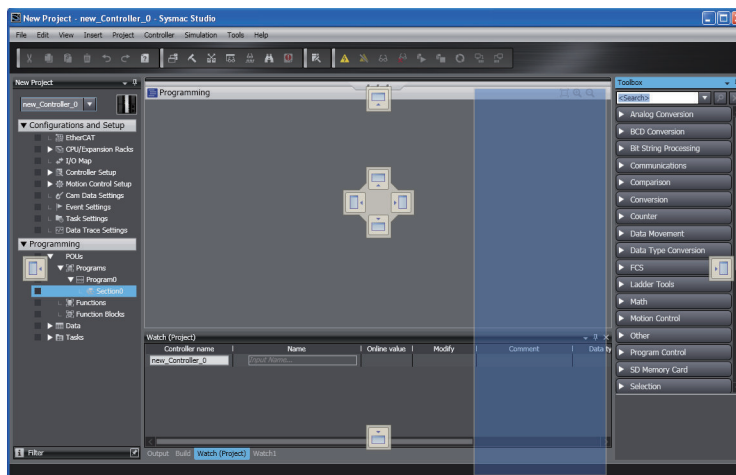 New Project - new_Controller_0 - Sysmac Studio
File Edit View Insert Project Controller Simulation Tools Help
New Project
new_Controller_0
Configurations and Setup
EtherCAT
CPU/Expansion Racks
I/O Map
Controller Setup
Motion Control Setup
Cam Data Settings
Event Settings
Task Settings
Data Trace Settings
Programming
POUs
Programs
Program0
Section0
Functions
Function Blocks
Data
Tasks
Filter
Programming
Watch (Project)
Controller name Name Online value Modify Comment Data ty
new_Controller_0 Input Name...
Output Build Watch (Project) Watch1
Toolbox
<Search>
Analog Conversion
BCD Conversion
Bit String Processing
Communications
Comparison
Conversion
Counter
Data Movement
Data Type Conversion
FCS
Ladder Tools
Math
Motion Control
Other
Program Control
SD Memory Card
Selection